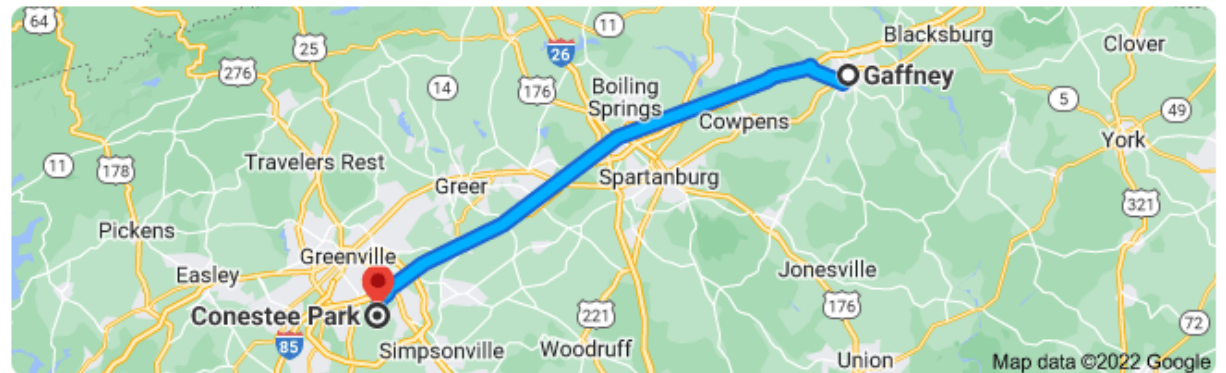 64
25
276
26
11
176
Blacksburg
Clover
Gaffney
14
Boiling
Springs
5
49
Cowpens
York
11
178
Travelers Rest
Greer
Spartanburg
321
Pickens
Greenville
Easley
Jonesville
Conestee Park
176
221
72
85
Simpsonville
Woodruff
Union
Map data ©2022 Google